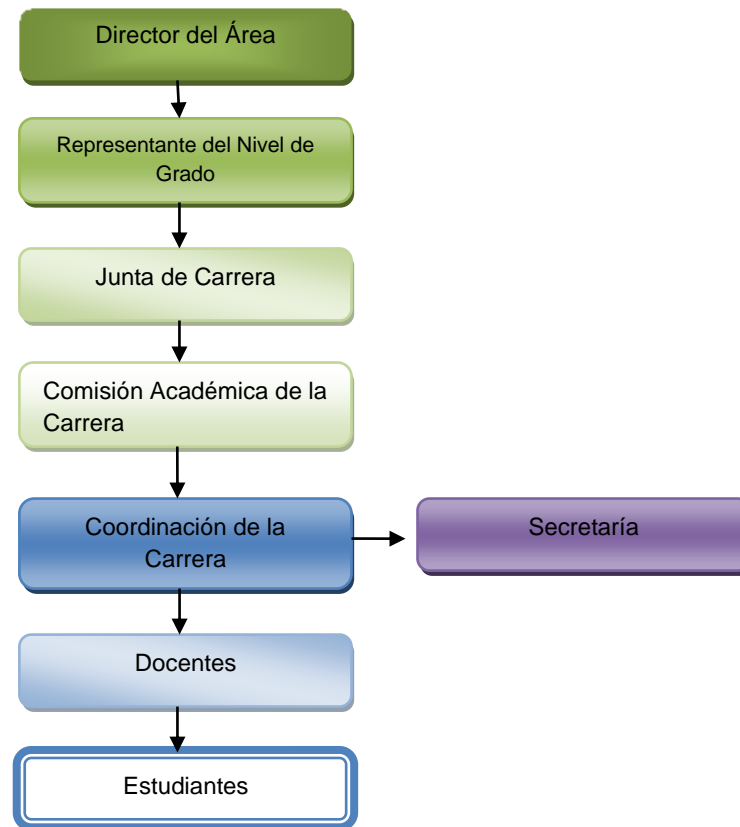 Director del Área
Representante del Nivel de
Grado
Junta de Carrera
Comisión Académica de la
Carrera
Coordinación de la
Carrera
Secretaría
Docentes
Estudiantes